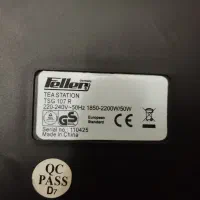 Fellon
TEA STATION
TSG 107 R
220-240V~50Hz 1850-2200W/50W
GS
CE
European
Standard
Serial No.: 110425
Made in China
QC
PASS